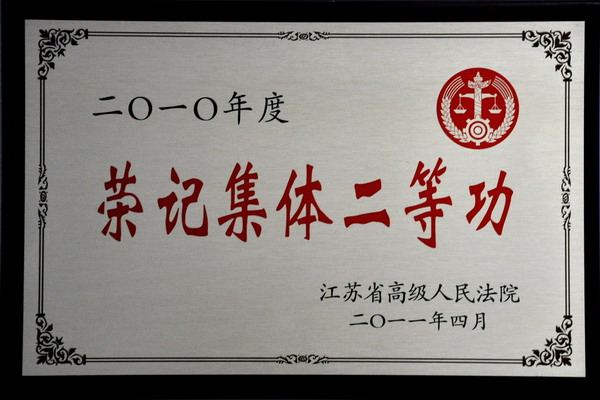 二〇一〇年度
荣记集体二等功
江苏省高级人民法院
二〇一一年四月